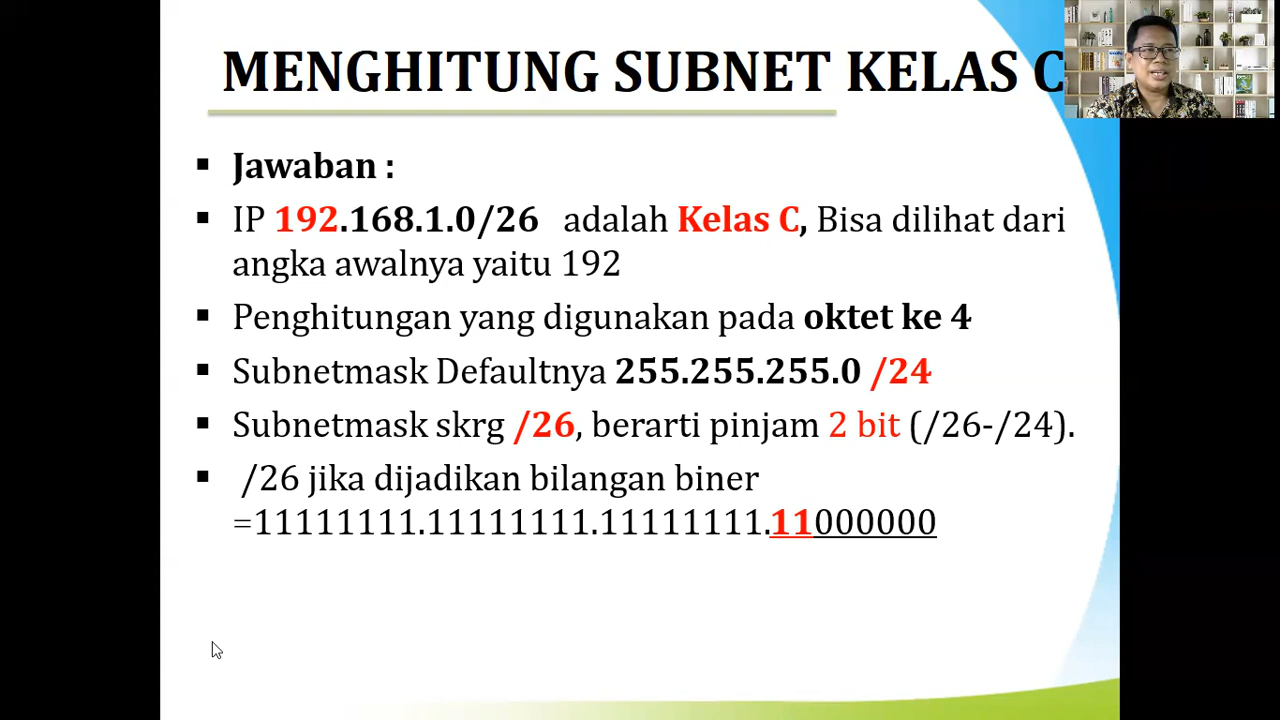 MENGHITUNG SUBNET KELAS C
▪ Jawaban :
▪ IP 192.168.1.0/26 adalah Kelas C, Bisa dilihat dari
angka awalnya yaitu 192
▪ Penghitungan yang digunakan pada oktet ke 4
▪ Subnetmask Defaultnya 255.255.255.0 /24
▪ Subnetmask skrg /26, berarti pinjam 2 bit (/26-/24).
▪ /26 jika dijadikan bilangan biner
=11111111.11111111.11111111.11000000